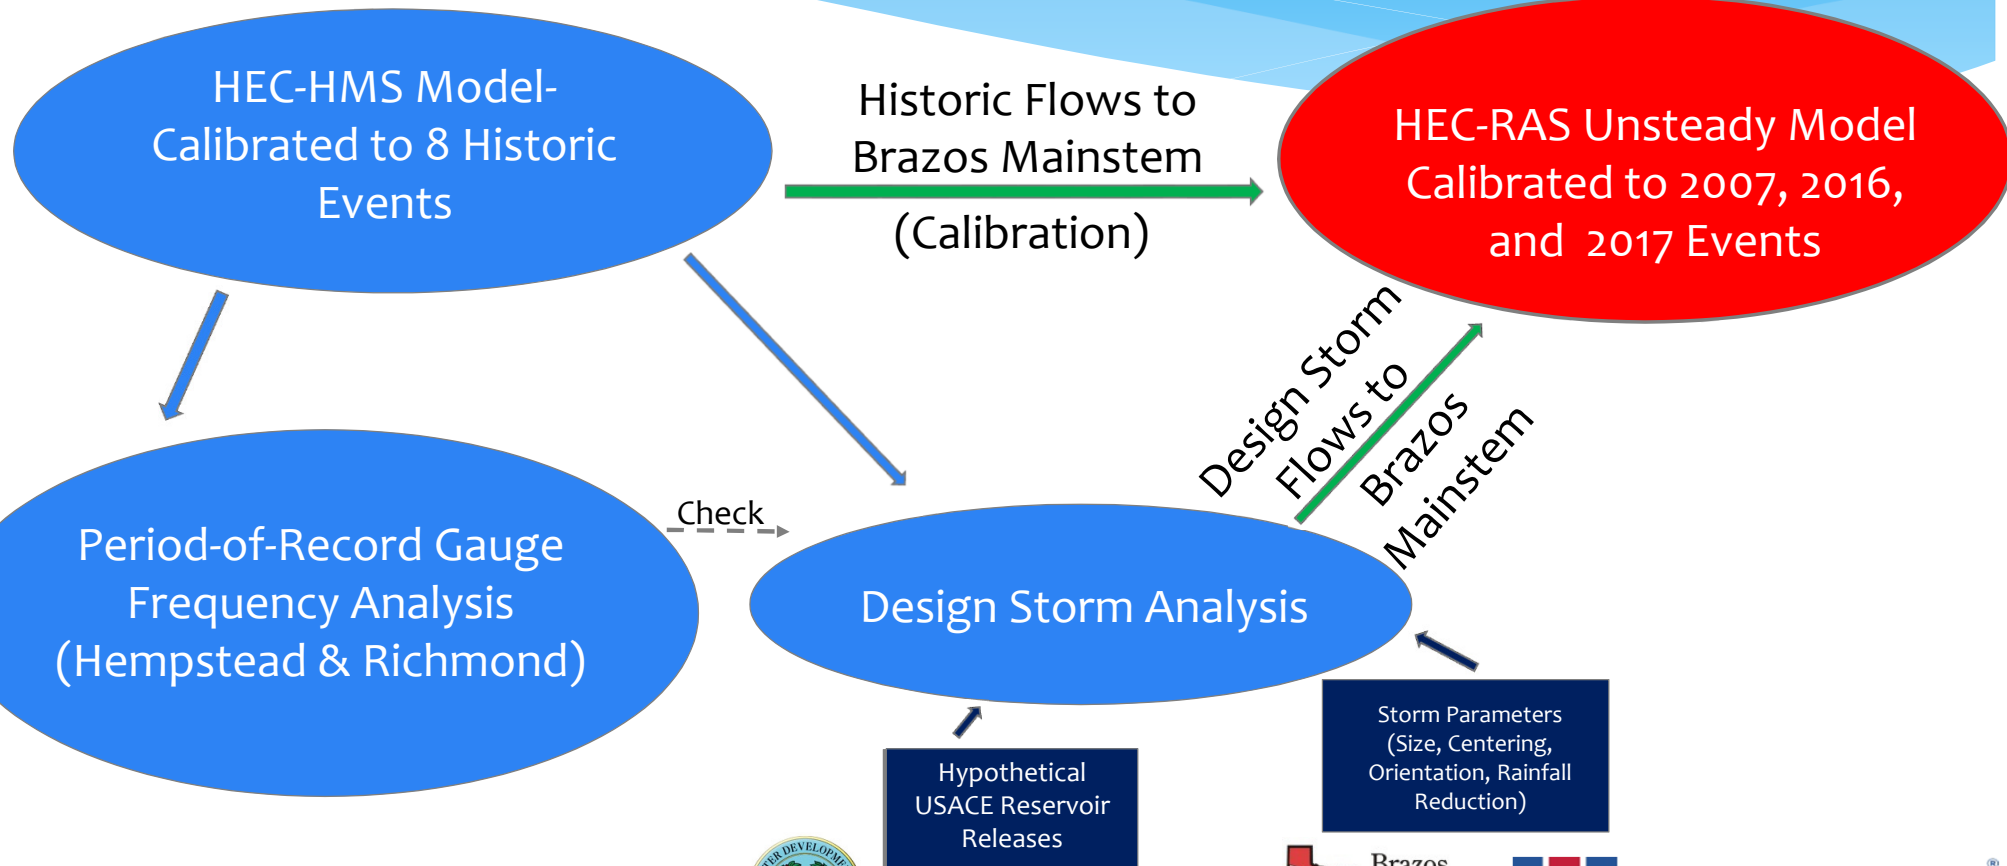 HEC-HMS Model-
Calibrated to 8 Historic
Events
Historic Flows to
Brazos Mainstem
(Calibration)
HEC-RAS Unsteady Model
Calibrated to 2007, 2016,
and 2017 Events
Design Storm
Flows to
Brazos
Mainstem
Check
Period-of-Record Gauge
Frequency Analysis
(Hempstead & Richmond)
Design Storm Analysis
Storm Parameters
(Size, Centering,
Orientation, Rainfall
Reduction)
Hypothetical
USACE Reservoir
Releases
Brazos
®